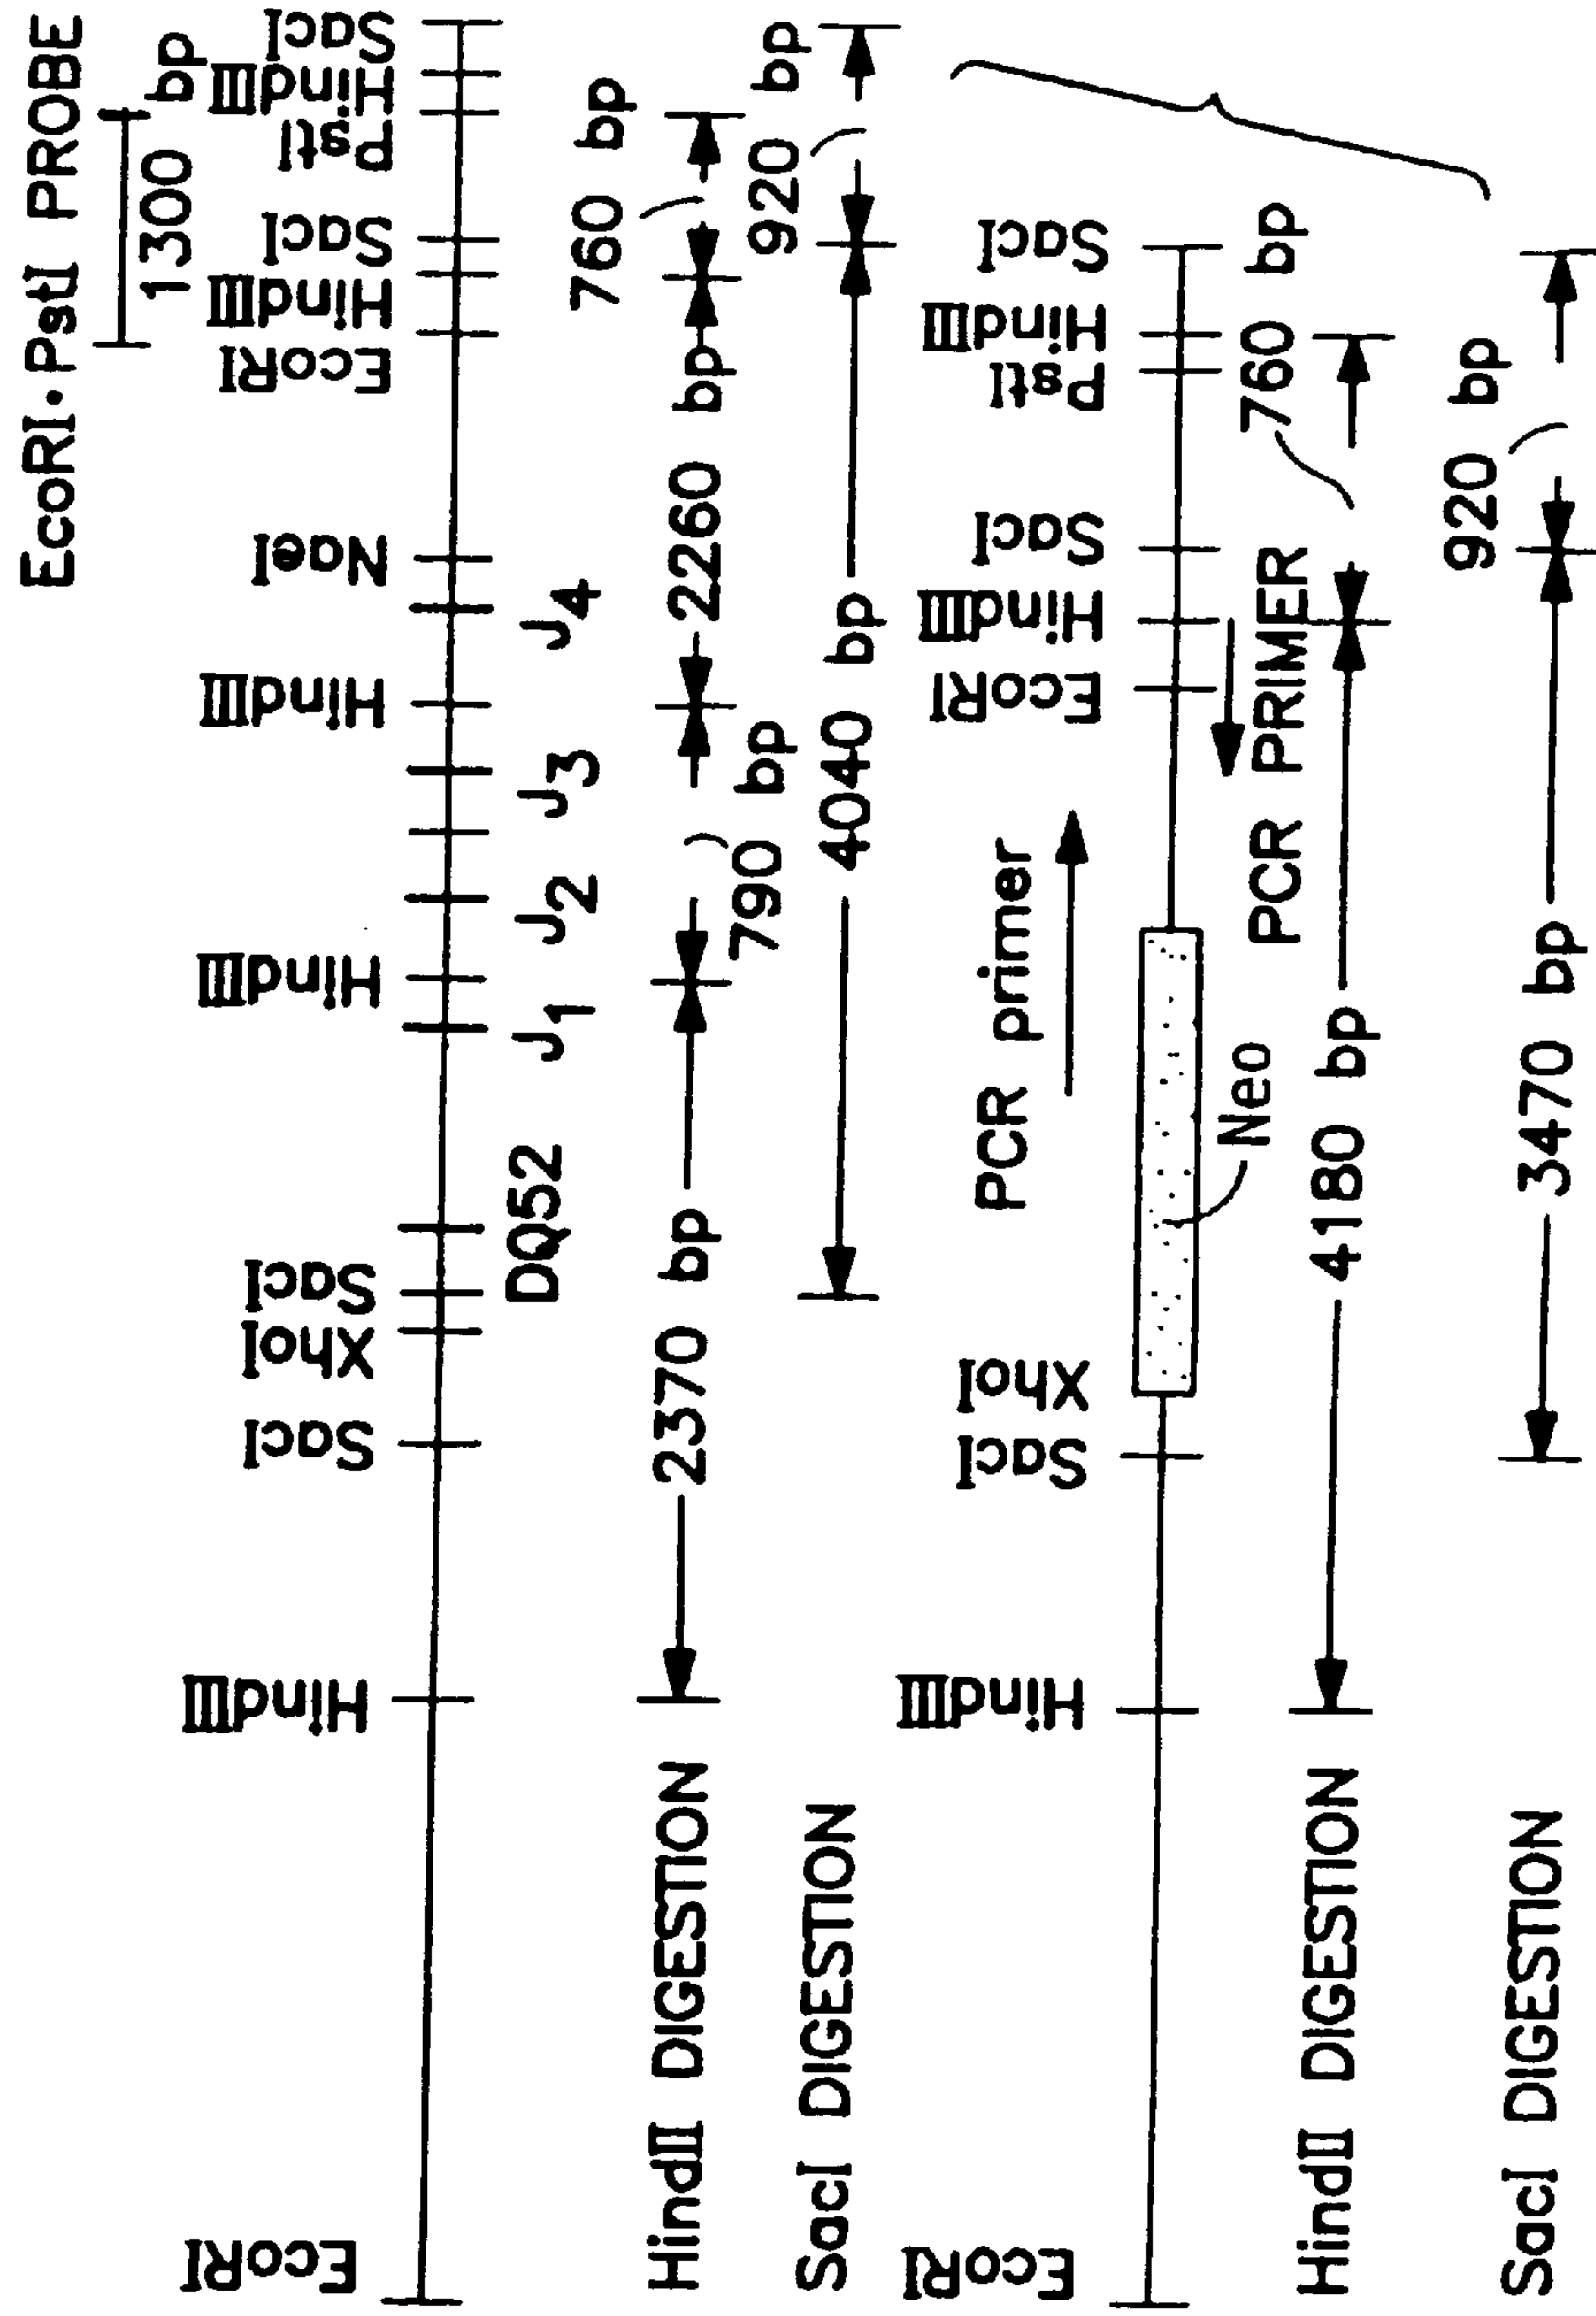 EcoRI·PstI PROBE
1300 bp
EcoRI
HindIII
SacI
XhoI
SacI
HindIII
HindIII
NaeI
EcoRI
HindIII
SacI
PstI
HindIII
SacI
DQ52
J1
J2
J3
J4
HindII DIGESTION
2370 bp
790 bp
2260 bp
760 bp
SacI DIGESTION
4040 bp
920 bp
PCR primer
EcoRI
HindIII
SacI
XhoI
EcoRI
HindIII
SacI
PstI
HindIII
SacI
Neo
PCR PRIMER
HindII DIGESTION
4180 bp
760 bp
SacI DIGESTION
3470 bp
920 bp